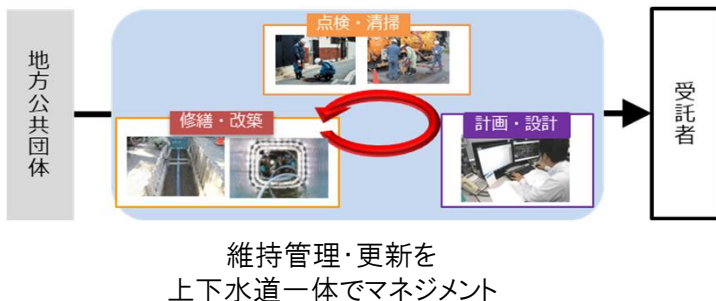 点検・清掃
地方公共団体
修繕・改築
計画・設計
受託者
維持管理・更新を
上下水道一体でマネジメント